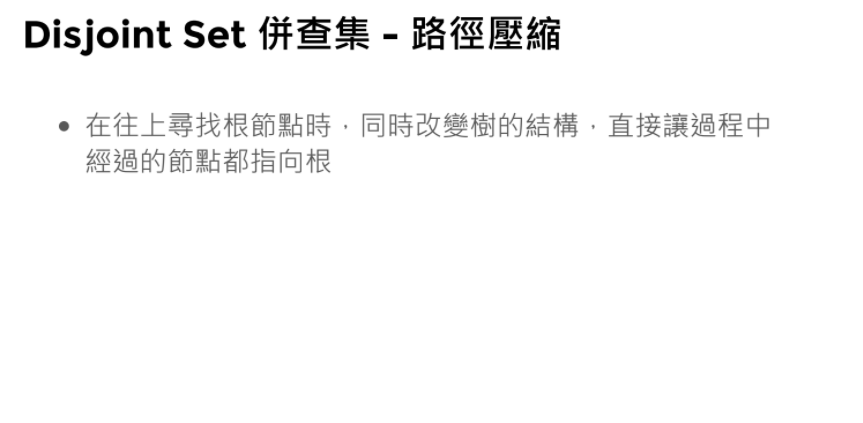 Disjoint Set 併查集 - 路徑壓縮
• 在往上尋找根節點時，同時改變樹的結構，直接讓過程中
經過的節點都指向根